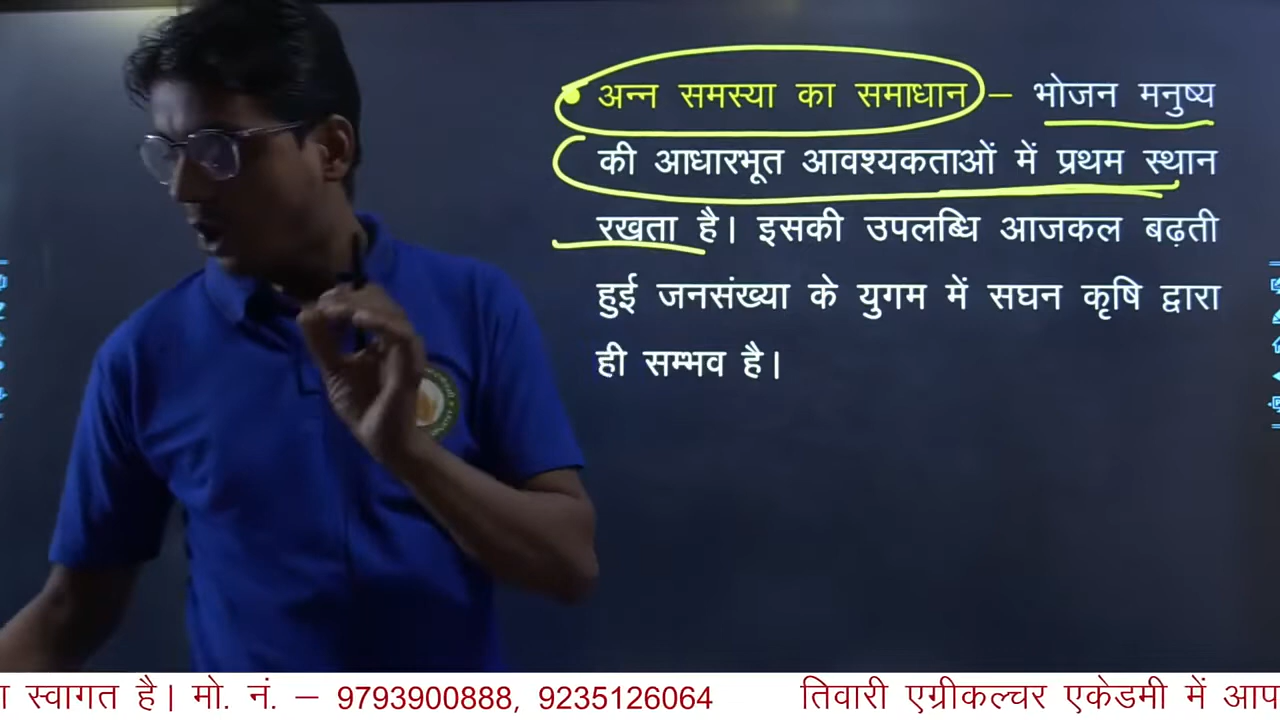 अन्न समस्या का समाधान – भोजन मनुष्य
की आधारभूत आवश्यकताओं में प्रथम स्थान
रखता है। इसकी उपलब्धि आजकल बढ़ती
हुई जनसंख्या के युगम में सघन कृषि द्वारा
ही सम्भव है।
स्वागत है। मो. नं. – 9793900888, 9235126064 तिवारी एग्रीकल्चर एकेडमी में आप